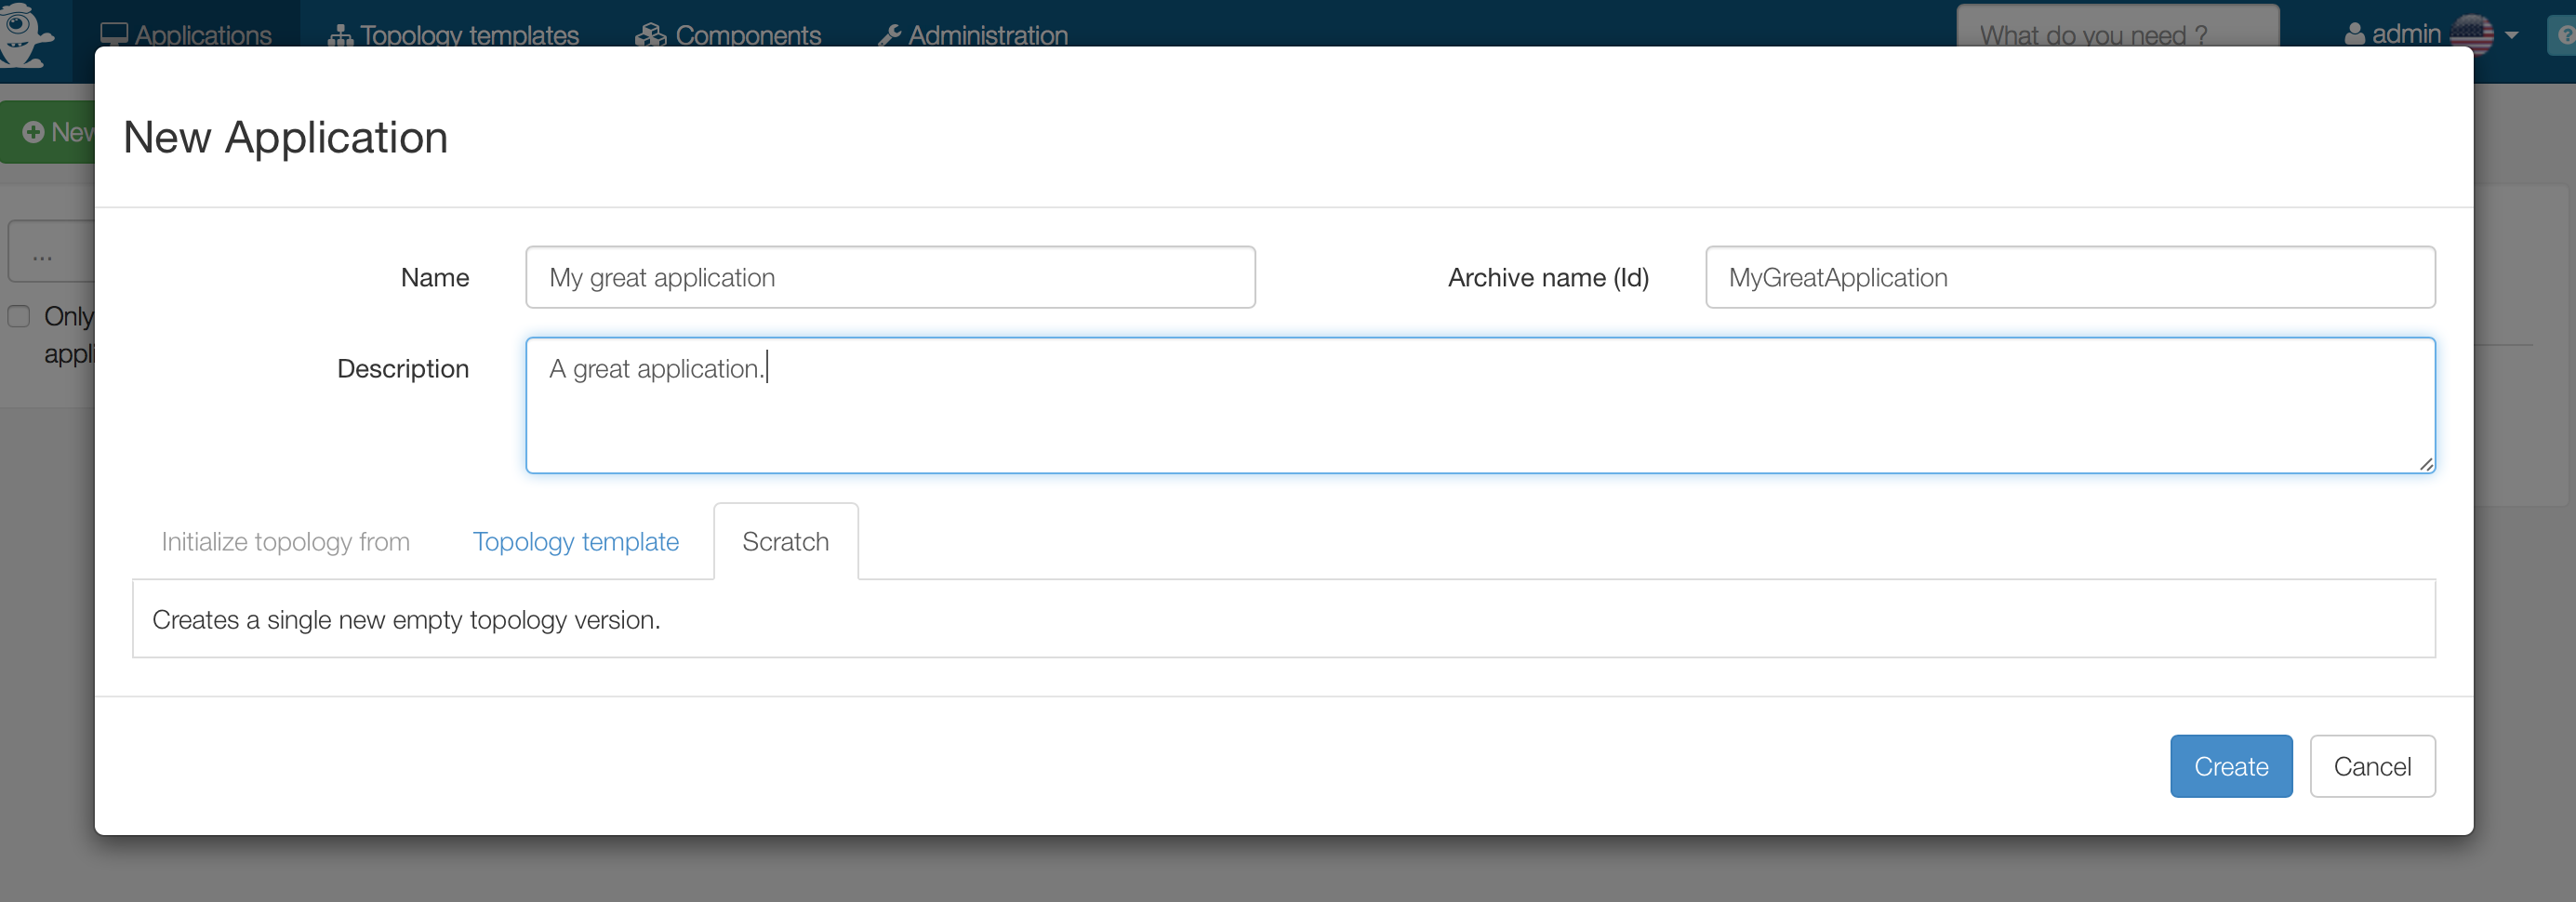 Applications Topology templates Components Administration What do you need ? admin
New
New Application
Name My great application Archive name (Id) MyGreatApplication
...
Only
Description A great application.
Initialize topology from Topology template Scratch
Creates a single new empty topology version.
Create Cancel